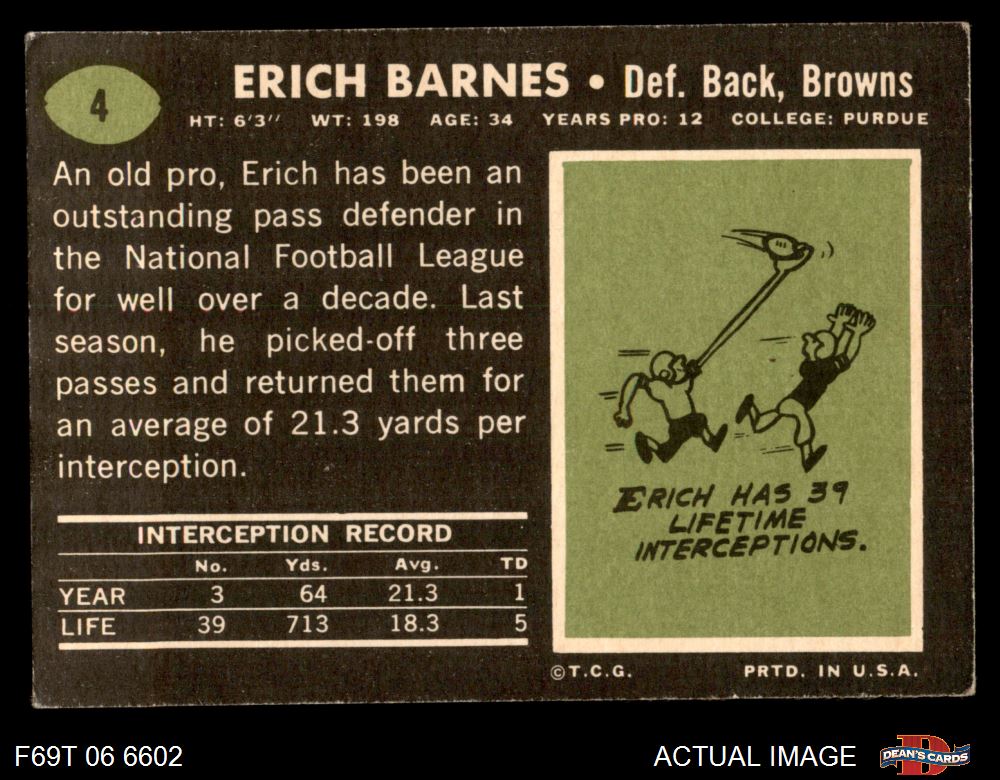 4
ERICH BARNES • Def. Back, Browns
HT: 6'3" WT: 198 AGE: 34 YEARS PRO: 12 COLLEGE: PURDUE
An old pro, Erich has been an
outstanding pass defender in
the National Football League
for well over a decade. Last
season, he picked-off three
passes and returned them for
an average of 21.3 yards per
interception.
INTERCEPTION RECORD
No. Yds. Avg. TD
YEAR 3 64 21.3 1
LIFE 39 713 18.3 5
ERICH HAS 39
LIFETIME
INTERCEPTIONS.
©T.C.G. PRTD. IN U.S.A.
F69T 06 6602
ACTUAL IMAGE
DEAN'S CARDS